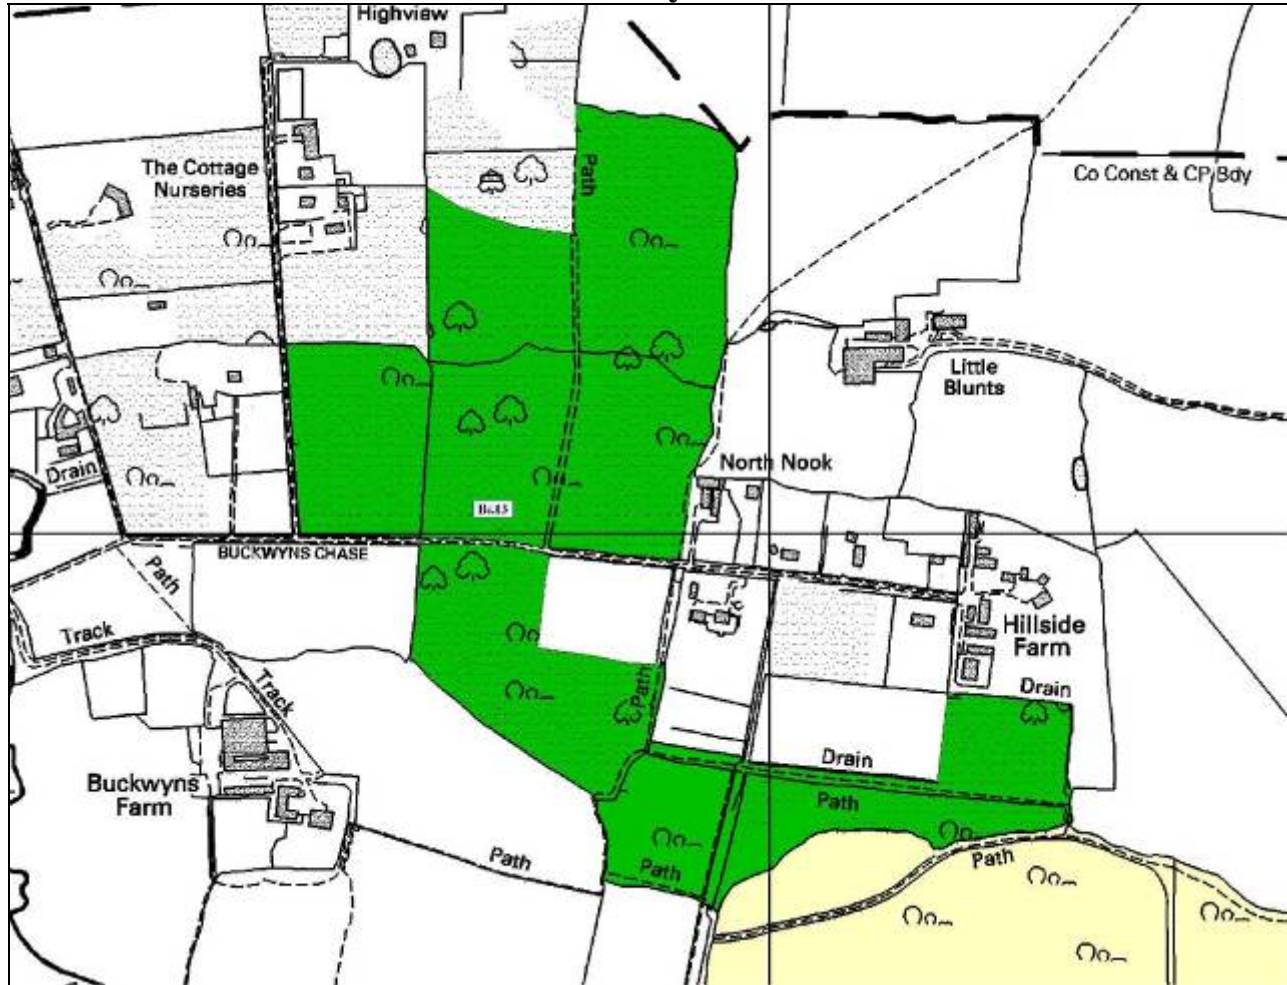 Highview
The Cottage
Nurseries
Path
Co Const & CP Bdy
Little
Blunts
Drain
North Nook
BUCKWYNS CHASE
Path
Track
Track
Hillside
Farm
Drain
Path
Buckwyns
Farm
Drain
Path
Path
Path
Path